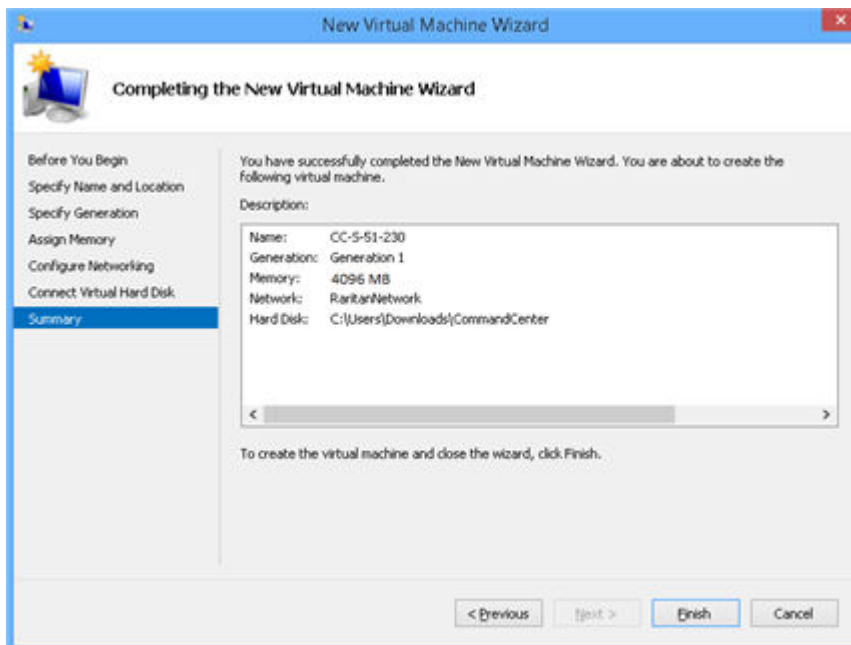 New Virtual Machine Wizard
Completing the New Virtual Machine Wizard
Before You Begin
Specify Name and Location
Specify Generation
Assign Memory
Configure Networking
Connect Virtual Hard Disk
Summary
You have successfully completed the New Virtual Machine Wizard. You are about to create the
following virtual machine.
Description:
Name: CC-S-51-230
Generation: Generation 1
Memory: 4096 MB
Network: RaritanNetwork
Hard Disk: C:\Users\Downloads\CommandCenter
To create the virtual machine and close the wizard, click Finish.
< Previous
Next >
Finish
Cancel